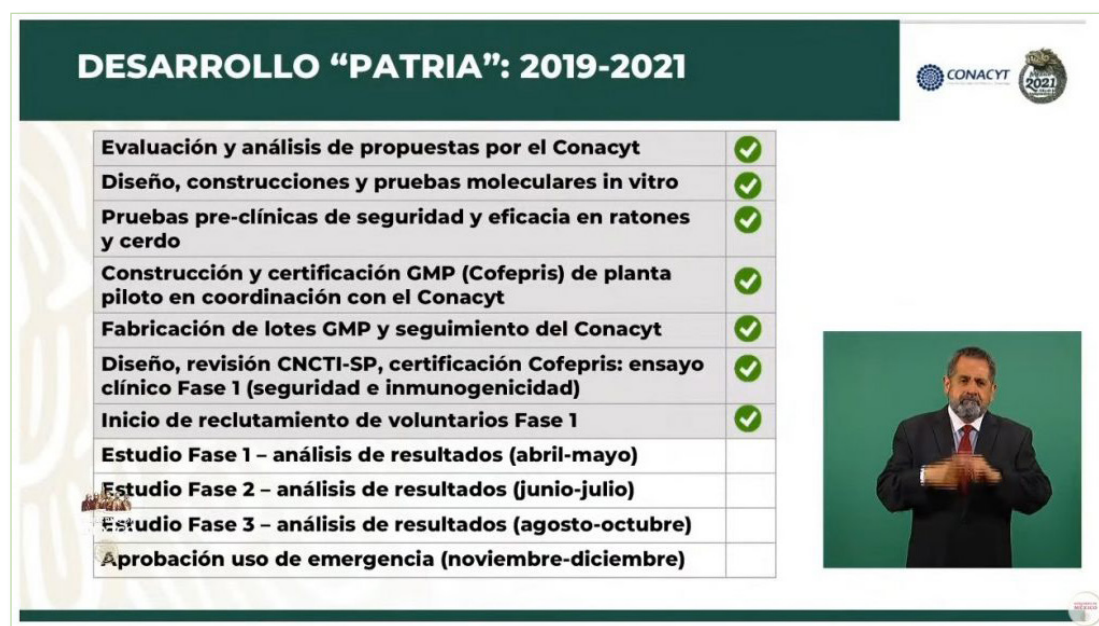 DESARROLLO “PATRIA”: 2019-2021
CONACYT
2021
Evaluación y análisis de propuestas por el Conacyt
Diseño, construcciones y pruebas moleculares in vitro
Pruebas pre-clínicas de seguridad y eficacia en ratones
y cerdo
Construcción y certificación GMP (Cofepris) de planta
piloto en coordinación con el Conacyt
Fabricación de lotes GMP y seguimiento del Conacyt
Diseño, revisión CNCTI-SP, certificación Cofepris: ensayo
clínico Fase 1 (seguridad e inmunogenicidad)
Inicio de reclutamiento de voluntarios Fase 1
Estudio Fase 1 – análisis de resultados (abril-mayo)
Estudio Fase 2 – análisis de resultados (junio-julio)
Estudio Fase 3 – análisis de resultados (agosto-octubre)
Aprobación uso de emergencia (noviembre-diciembre)